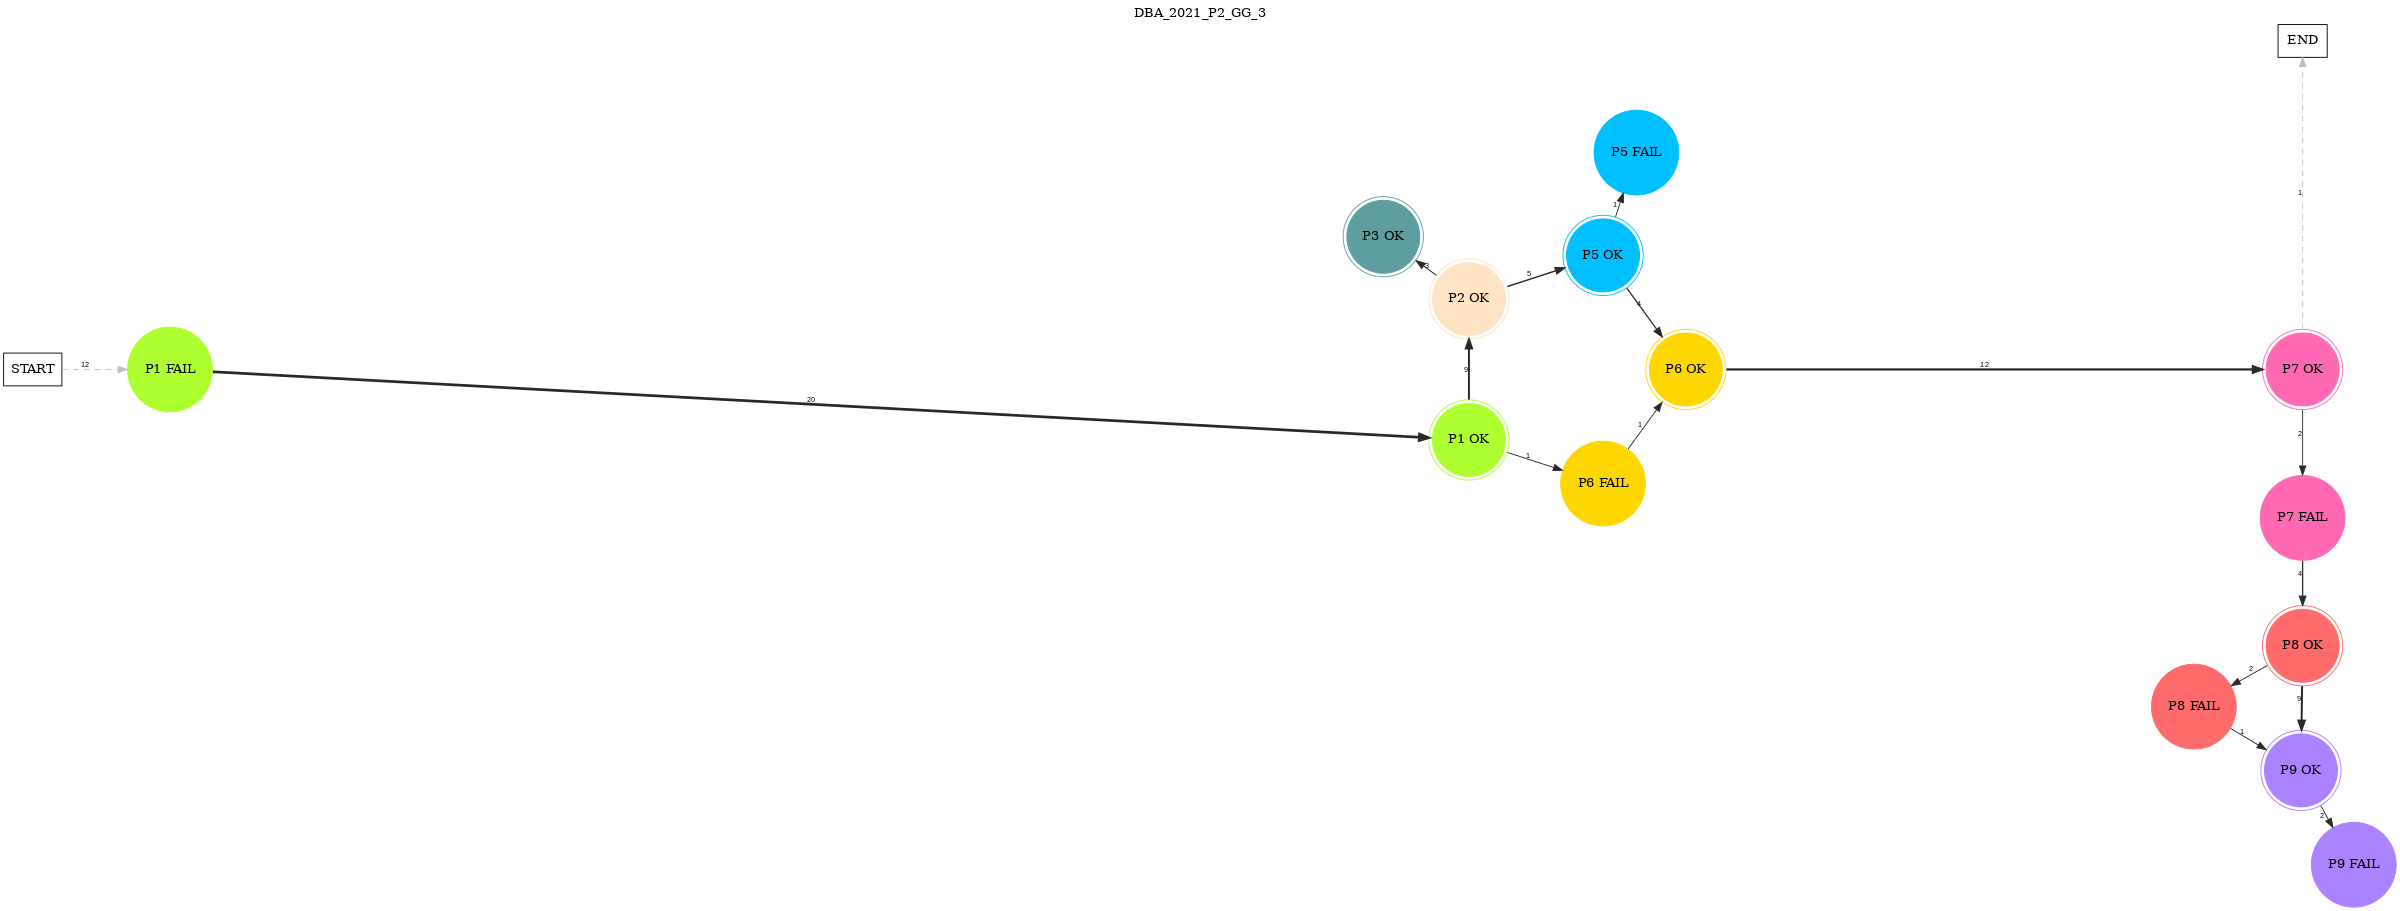 DBA_2021_P2_GG_3
END
1
P5 FAIL
1
P3 OK
P5 OK
3
5
P2 OK
4
START
12
P1 FAIL
20
9
P6 OK
12
P7 OK
P1 OK
1
1
2
P6 FAIL
P7 FAIL
4
P8 OK
2
9
P8 FAIL
1
P9 OK
2
P9 FAIL